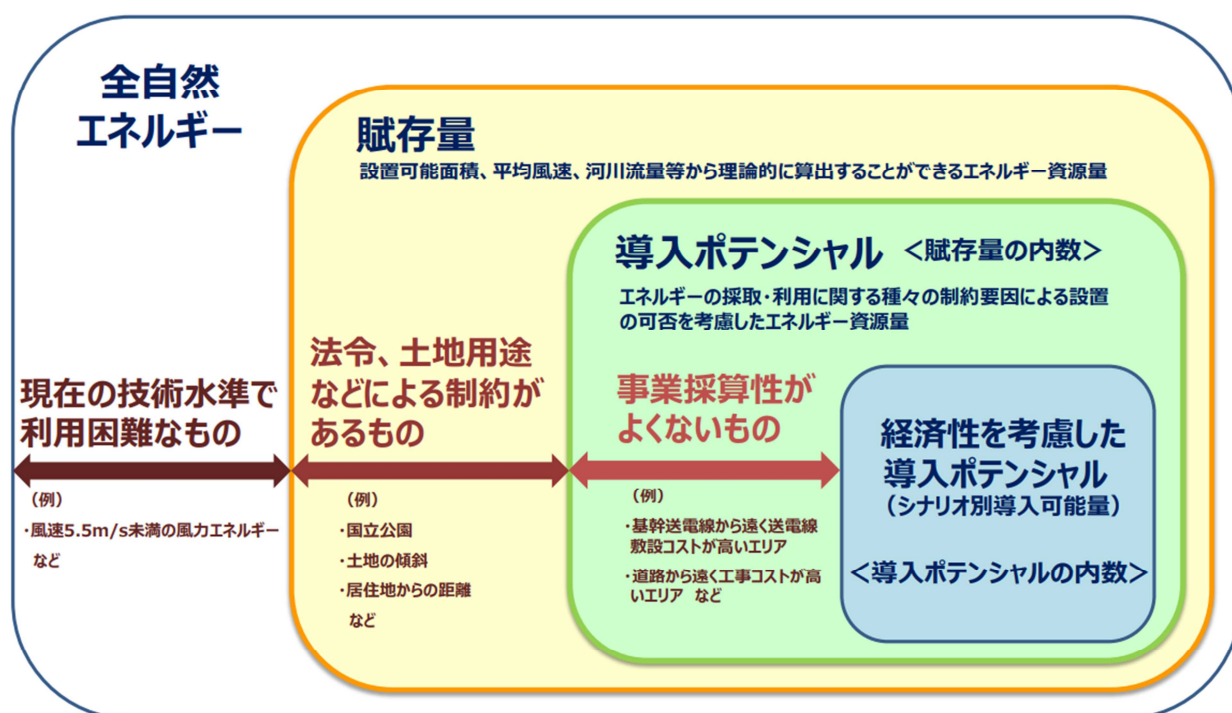 全自然
エネルギー
賦存量
設置可能面積、平均風速、河川流量等から理論的に算出することができるエネルギー資源量
導入ポテンシャル ＜賦存量の内数＞
エネルギーの採取・利用に関する種々の制約要因による設置
の可否を考慮したエネルギー資源量
現在の技術水準で
利用困難なもの
（例）
・風速5.5m/s未満の風力エネルギー
など
法令、土地用途
などによる制約が
あるもの
（例）
・国立公園
・土地の傾斜
・居住地からの距離
など
事業採算性が
よくないもの
（例）
・基幹送電線から遠く送電線
敷設コストが高いエリア
・道路から遠く工事コストが高
いエリア など
経済性を考慮した
導入ポテンシャル
（シナリオ別導入可能量）
＜導入ポテンシャルの内数＞